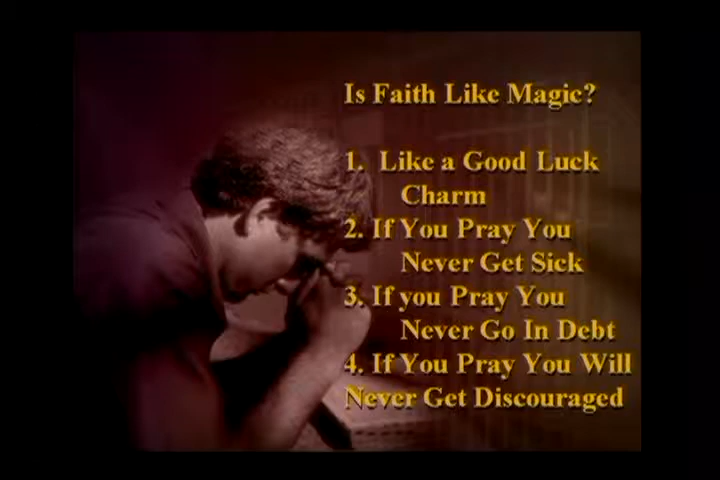 Is Faith Like Magic?
1. Like a Good Luck
Charm
2. If You Pray You
Never Get Sick
3. If you Pray You
Never Go In Debt
4. If You Pray You Will
Never Get Discouraged